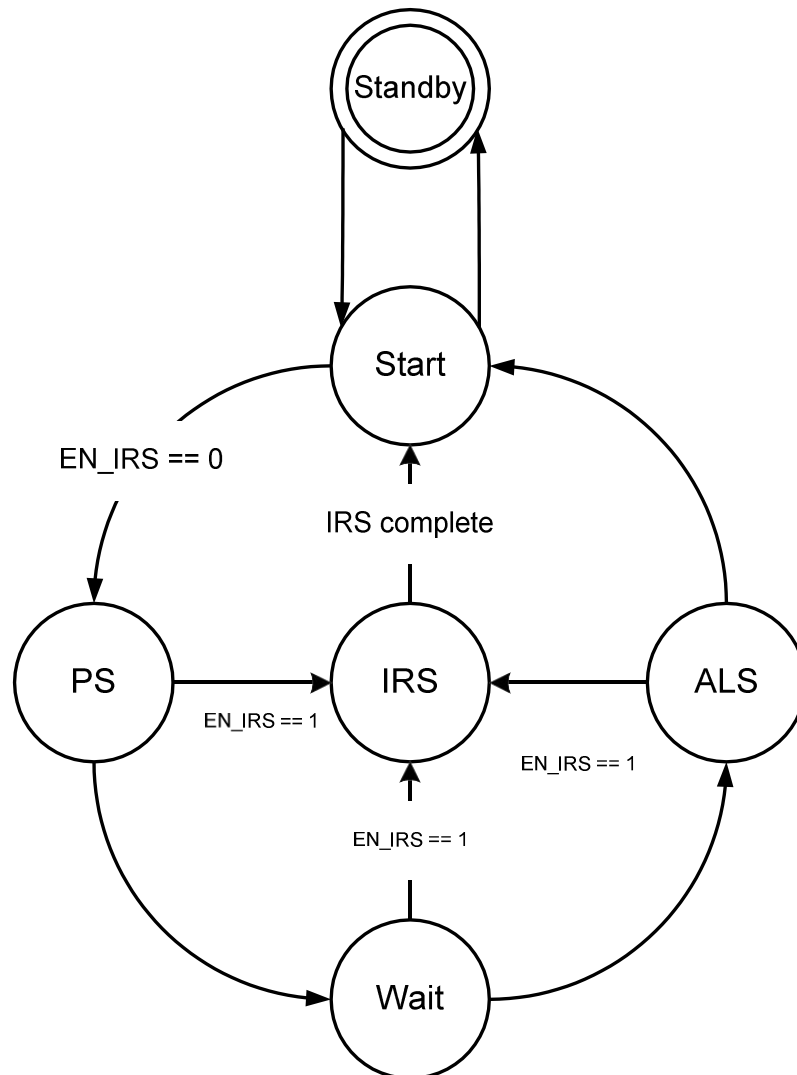 Standby
Start
EN_IRS == 0
IRS complete
PS
IRS
ALS
EN_IRS == 1
EN_IRS == 1
EN_IRS == 1
Wait